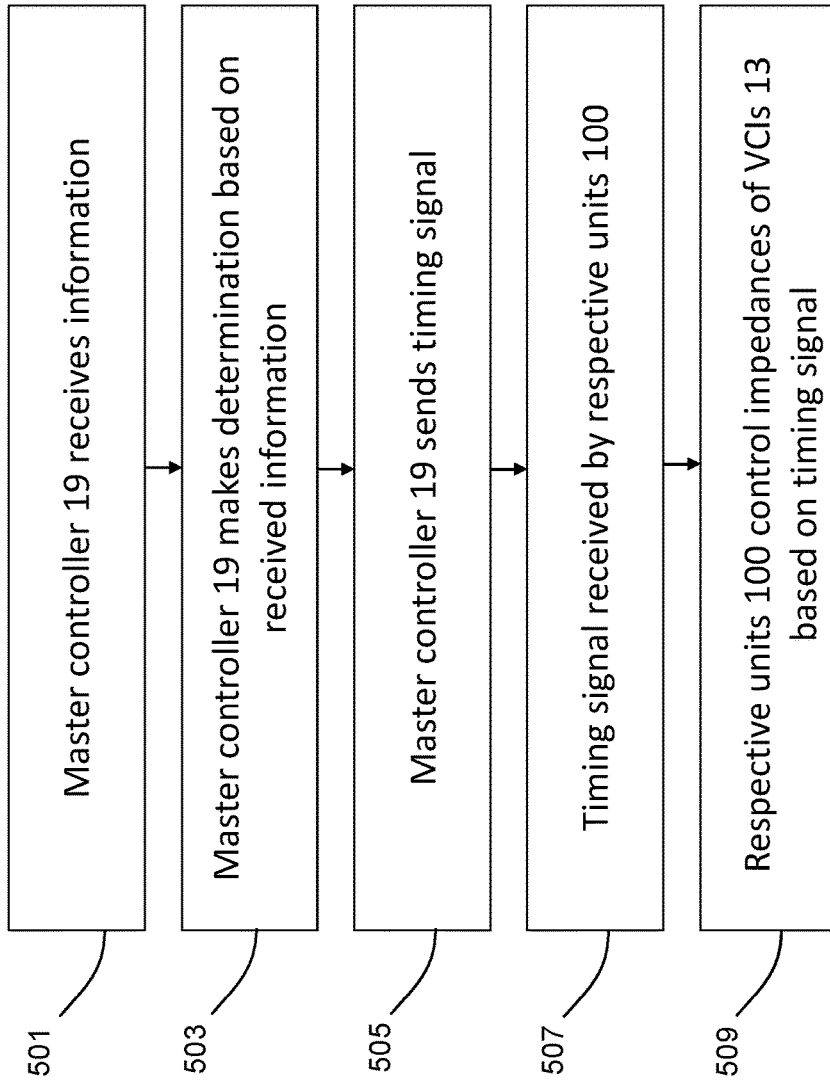 501
Master controller 19 receives information
503
Master controller 19 makes determination based on
received information
505
Master controller 19 sends timing signal
507
Timing signal received by respective units 100
509
Respective units 100 control impedances of VCIs 13
based on timing signal